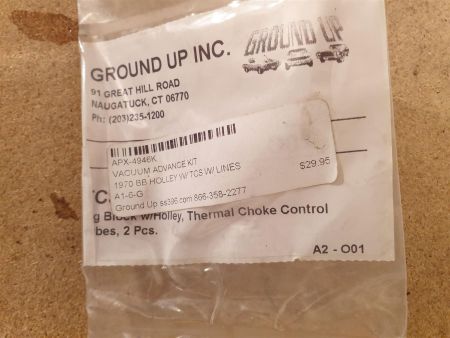 GROUND UP INC.
GROUND UP
91 GREAT HILL ROAD
NAUGATUCK, CT 06770
Ph: (203)235-1200
APX-4946K
VACUUM ADVANCE KIT
1970 BB HOLLEY W/TCS W/ LINES
A1-6-G
$29.95
Ground Up ss396.com 866-358-2277
g Block w/Holley, Thermal Choke Control
bes, 2 Pcs.
A2 - O01